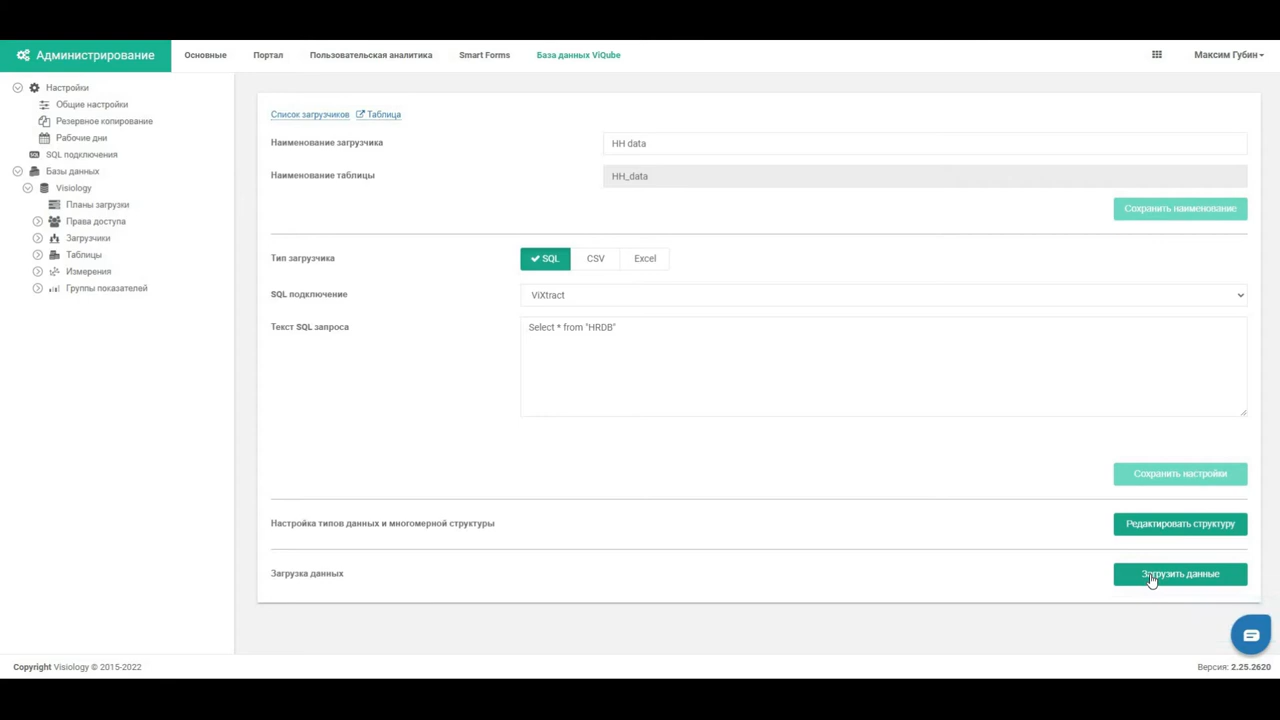 Администрирование
Основные
Портал
Пользовательская аналитика
Smart Forms
База данных ViQube
Максим Губин
Настройки
Общие настройки
Резервное копирование
Рабочие дни
SQL подключения
Базы данных
Visiology
Планы загрузки
Права доступа
Загрузчики
Таблицы
Измерения
Группы показателей
Список загрузчиков
Таблица
Наименование загрузчика
HH data
Наименование таблицы
HH_data
Сохранить наименование
Тип загрузчика
SQL
CSV
Excel
SQL подключение
ViXtract
Текст SQL запроса
Select * from "HRDB"
Сохранить настройки
Настройка типов данных и многомерной структуры
Редактировать структуру
Загрузка данных
Загрузить данные
Copyright Visiology © 2015-2022
Версия: 2.25.2620